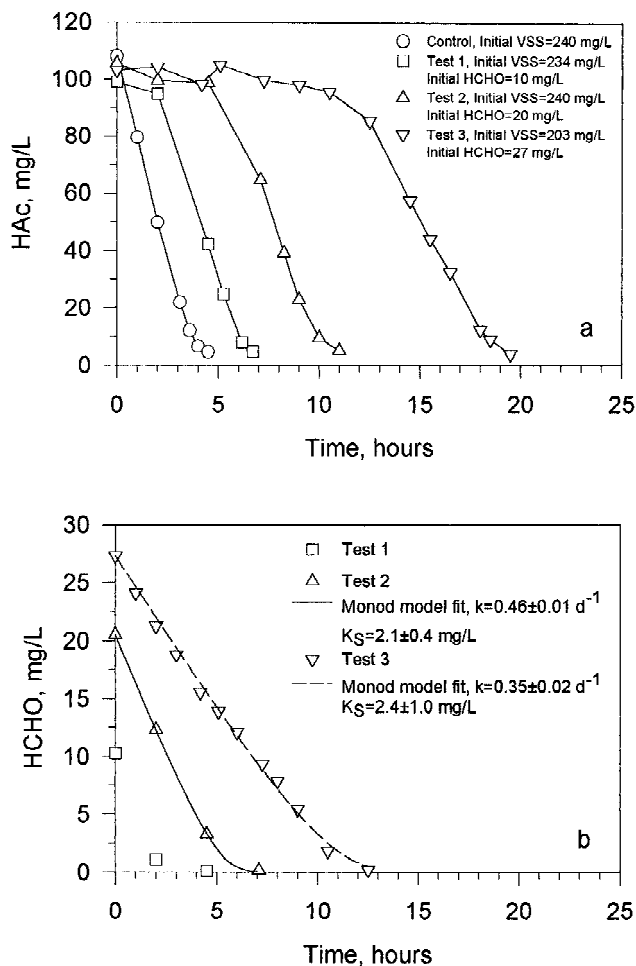 120
100
80
60
40
20
0
HAc, mg/L
Control, Initial VSS=240 mg/L
Test 1, Initial VSS=234 mg/L
Initial HCHO=10 mg/L
Test 2, Initial VSS=240 mg/L
Initial HCHO=20 mg/L
Test 3, Initial VSS=203 mg/L
Initial HCHO=27 mg/L
a
0 5 10 15 20 25
Time, hours
30
25
20
15
10
5
0
HCHO, mg/L
Test 1
Test 2
Monod model fit, k=0.46±0.01 d⁻¹
KS=2.1±0.4 mg/L
Test 3
Monod model fit, k=0.35±0.02 d⁻¹
KS=2.4±1.0 mg/L
b
0 5 10 15 20 25
Time, hours